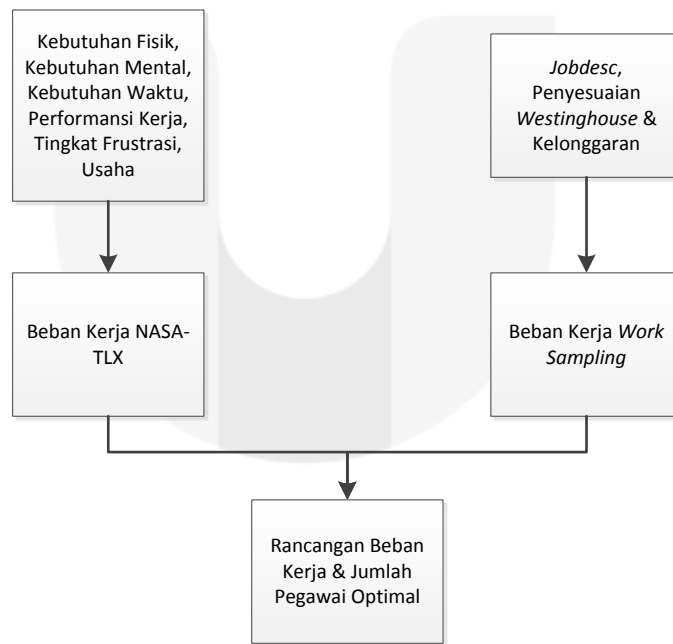 Kebutuhan Fisik,
Kebutuhan Mental,
Kebutuhan Waktu,
Performansi Kerja,
Tingkat Frustrasi,
Usaha
Jobdesc,
Penyesuaian
Westinghouse &
Kelonggaran
Beban Kerja NASA-
TLX
Beban Kerja Work
Sampling
Rancangan Beban
Kerja & Jumlah
Pegawai Optimal